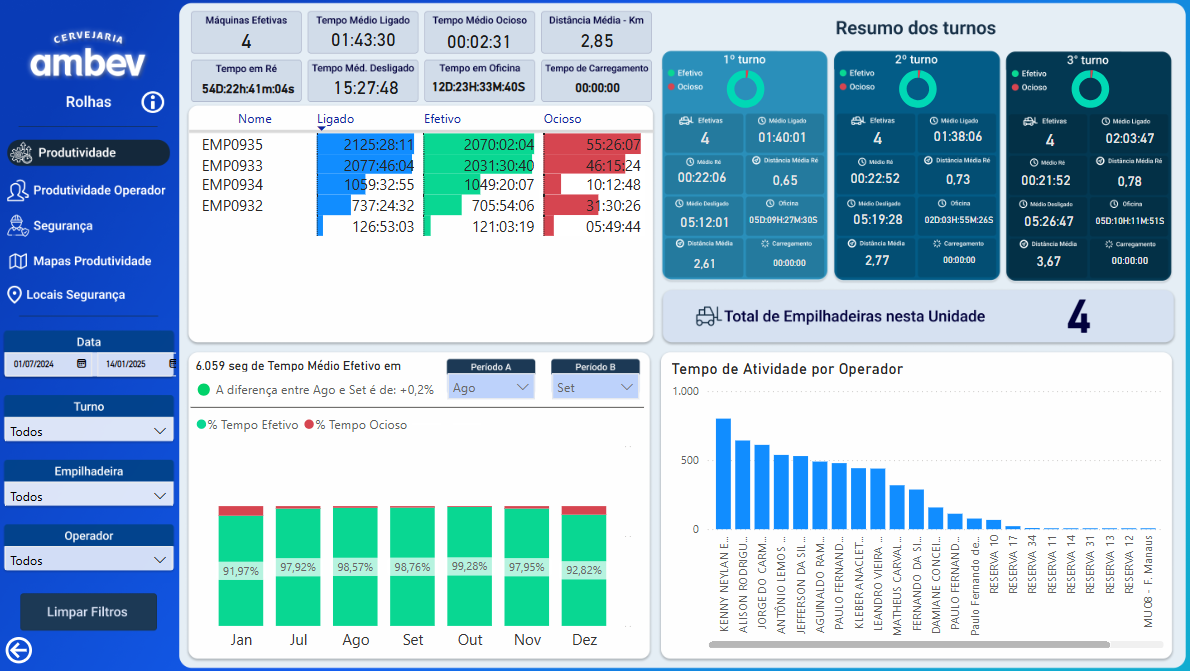 CERVEJARIA
ambev
Rolhas
Produtividade
Produtividade Operador
Segurança
Mapas Produtividade
Locais Segurança
Data
01/07/2024
14/01/2025
Turno
Todos
Empilhadeira
Todos
Operador
Todos
Limpar Filtros
Máquinas Efetivas
4
Tempo Médio Ligado
01:43:30
Tempo Médio Ocioso
00:02:31
Distância Média - Km
2,85
Tempo em Ré
54D:22h:41m:04s
Tempo Méd. Desligado
15:27:48
Tempo em Oficina
12D:23H:33M:40S
Tempo de Carregamento
00:00:00
Nome Ligado Efetivo Ocioso
EMP0935 2125:28:11 2070:02:04 55:26:07
EMP0933 2077:46:04 2031:30:40 46:15:24
EMP0934 1059:32:55 1049:20:07 10:12:48
EMP0932 737:24:32 705:54:06 31:30:26
126:53:03 121:03:19 05:49:44
Resumo dos turnos
1º turno
Efetivo
Ocioso
Efetivas
4
Médio Ligado
01:40:01
Médio Ré
00:22:06
Distância Média Ré
0,65
Médio Desligado
05:12:01
Oficina
05D:09H:27M:30S
Distância Média
2,61
Carregamento
00:00:00
2º turno
Efetivo
Ocioso
Efetivas
4
Médio Ligado
01:38:06
Médio Ré
00:22:52
Distância Média Ré
0,73
Médio Desligado
05:19:28
Oficina
02D:03H:55M:26S
Distância Média
2,77
Carregamento
00:00:00
3º turno
Efetivo
Ocioso
Efetivas
4
Médio Ligado
02:03:47
Médio Ré
00:21:52
Distância Média Ré
0,78
Médio Desligado
05:26:47
Oficina
05D:10H:11M:51S
Distância Média
3,67
Carregamento
00:00:00
Total de Empilhadeiras nesta Unidade 4
6.059 seg de Tempo Médio Efetivo em
A diferença entre Ago e Set é de: +0,2%
Período A
Ago
Período B
Set
% Tempo Efetivo % Tempo Ocioso
91,97% 97,92% 98,57% 98,76% 99,28% 97,95% 92,82%
Jan Jul Ago Set Out Nov Dez
Tempo de Atividade por Operador
1.000
500
0
KENNY NEYLAN E...
ALISON RODRIGU...
JORGE DO CARM...
ANTÔNIO LEMOS ...
JEFFERSON DA SIL...
AGUINALDO RAM...
PAULO FERNAND...
KLEBER ANACLET...
LEANDRO VIEIRA ...
MATHEUS CARVAL...
FERNANDO DA SI...
DAMIANE CONCEI...
PAULO FERNAND...
Paulo Fernando de...
RESERVA 10
RESERVA 17
RESERVA 34
RESERVA 11
RESERVA 14
RESERVA 31
RESERVA 13
RESERVA 12
MU08 - F. Manaus